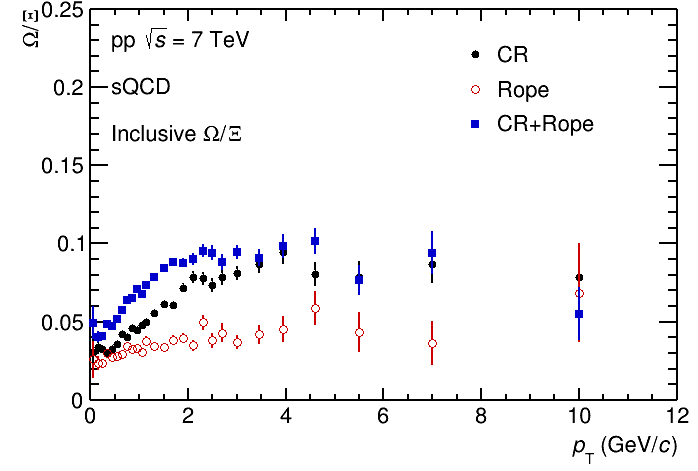 Ω/Ξ
0.25
0.2
0.15
0.1
0.05
0
pp √s = 7 TeV
sQCD
Inclusive Ω/Ξ
CR
Rope
CR+Rope
0 2 4 6 8 10 12
p_T (GeV/c)